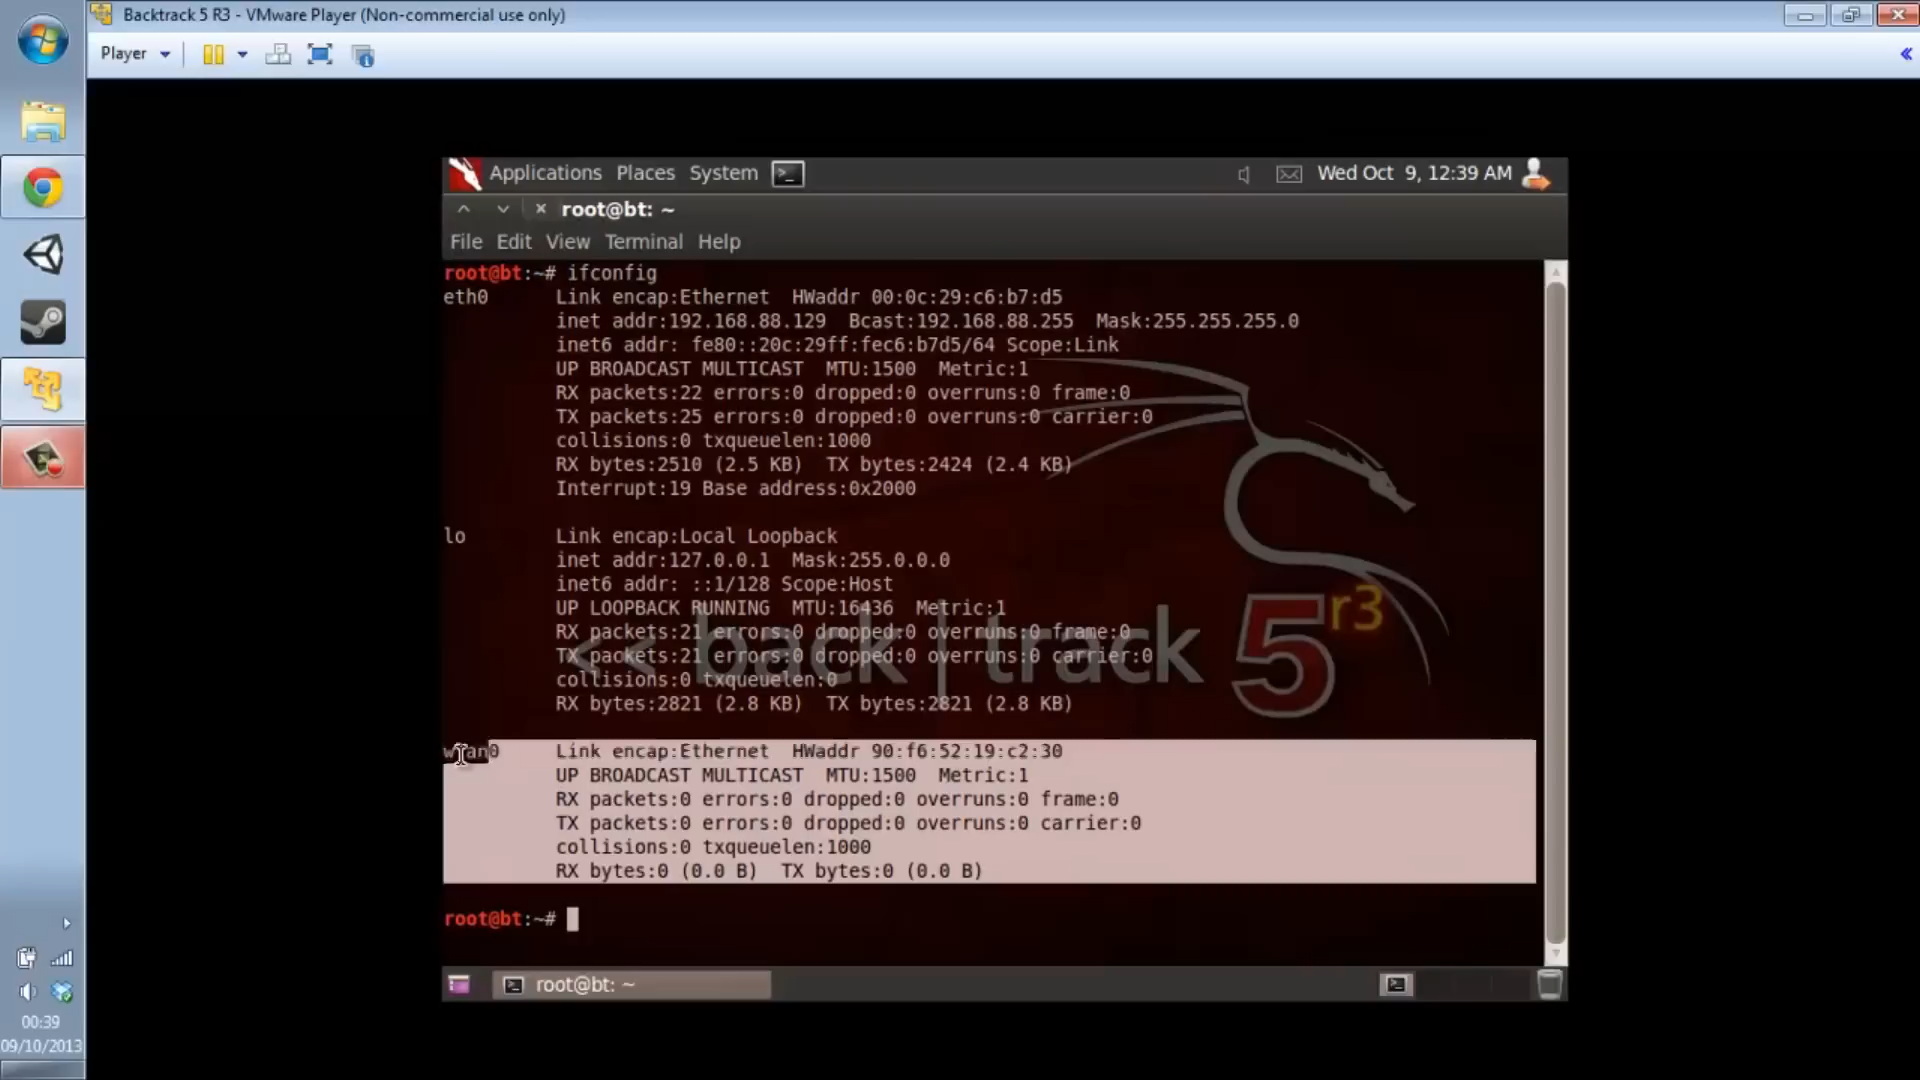 Backtrack 5 R3 - VMware Player (Non-commercial use only)
Player
Applications Places System Wed Oct 9, 12:39 AM
root@bt: ~
File Edit View Terminal Help
root@bt:~# ifconfig
eth0 Link encap:Ethernet HWaddr 00:0c:29:c6:b7:d5
inet addr:192.168.88.129 Bcast:192.168.88.255 Mask:255.255.255.0
inet6 addr: fe80::20c:29ff:fec6:b7d5/64 Scope:Link
UP BROADCAST MULTICAST MTU:1500 Metric:1
RX packets:22 errors:0 dropped:0 overruns:0 frame:0
TX packets:25 errors:0 dropped:0 overruns:0 carrier:0
collisions:0 txqueuelen:1000
RX bytes:2510 (2.5 KB) TX bytes:2424 (2.4 KB)
Interrupt:19 Base address:0x2000
lo Link encap:Local Loopback
inet addr:127.0.0.1 Mask:255.0.0.0
inet6 addr: ::1/128 Scope:Host
UP LOOPBACK RUNNING MTU:16436 Metric:1
RX packets:21 errors:0 dropped:0 overruns:0 frame:0
TX packets:21 errors:0 dropped:0 overruns:0 carrier:0
collisions:0 txqueuelen:0
RX bytes:2821 (2.8 KB) TX bytes:2821 (2.8 KB)
<< back | track 5 r3
wlan0 Link encap:Ethernet HWaddr 90:f6:52:19:c2:30
UP BROADCAST MULTICAST MTU:1500 Metric:1
RX packets:0 errors:0 dropped:0 overruns:0 frame:0
TX packets:0 errors:0 dropped:0 overruns:0 carrier:0
collisions:0 txqueuelen:1000
RX bytes:0 (0.0 B) TX bytes:0 (0.0 B)
root@bt:~#
root@bt: ~
00:39
09/10/2013